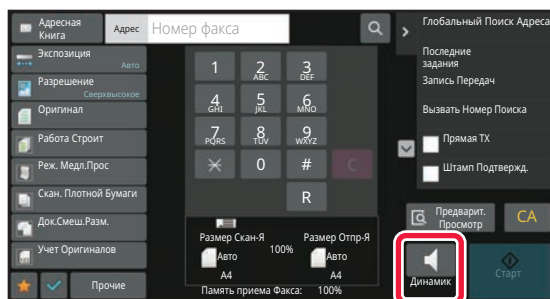 Адресная
Книга
Адрес
Номер факса
Экспозиция
Авто
Разрешение
Сверхвысокое
Оригинал
Работа Строит
Реж. Медл.Прос
Скан. Плотной Бумаги
Док.Смеш.Разм.
Учет Оригиналов
Прочие
1
2
ABC
3
DEF
4
GHI
5
JKL
6
MNO
7
PQRS
8
TUV
9
WXYZ
0
#
C
R
Размер Скан-Я
100%
Размер Отпр-Я
Авто
Авто
A4
A4
Память приема Факса: 100%
Глобальный Поиск Адреса
Последние
задания
Запись Передач
Вызвать Номер Поиска
Прямая TX
Штамп Подтвержд.
Предварит.
Просмотр
CA
Динамик
Старт